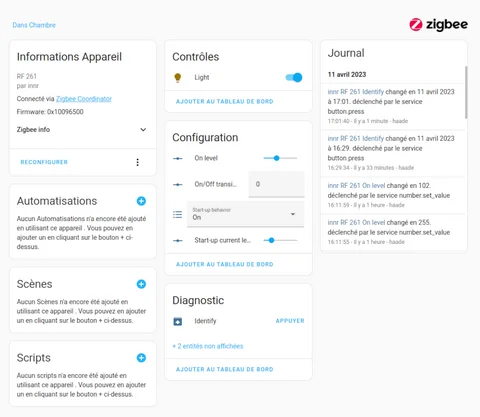 Dans Chambre
zigbee
Informations Appareil
RF 261
par innr
Connecté via Zigbee Coordinator
Firmware: 0x10096500
Zigbee info
RECONFIGURER
Automatisations
Aucun Automatisations n'a encore été ajouté
en utilisant ce appareil . Vous pouvez en
ajouter un en cliquant sur le bouton + ci-
dessus.
Scènes
Aucun Scènes n'a encore été ajouté en
utilisant ce appareil . Vous pouvez en ajouter
un en cliquant sur le bouton + ci-dessus.
Scripts
Aucun scripts n'a encore été ajouté en
utilisant ce appareil . Vous pouvez en ajouter
un en cliquant sur le bouton + ci-dessus.
Contrôles
Light
AJOUTER AU TABLEAU DE BORD
Configuration
On level
On/Off transi...
0
Start-up behavior
On
Start-up current le...
AJOUTER AU TABLEAU DE BORD
Diagnostic
Identify
APPUYER
+ 2 entités non affichées
AJOUTER AU TABLEAU DE BORD
Journal
11 avril 2023
innr RF 261 Identify changé en 11 avril 2023
à 17:01. déclenché par le service
button.press
17:01:40 - il y a 1 minute - haade
innr RF 261 Identify changé en 11 avril 2023
à 16:29. déclenché par le service
button.press
16:29:34 - il y a 33 minutes - haade
innr RF 261 On level changé en 102.
déclenché par le service number.set_value
16:11:59 - il y a 1 heure - haade
innr RF 261 On level changé en 255.
déclenché par le service number.set_value
16:11:55 - il y a 1 heure - haade